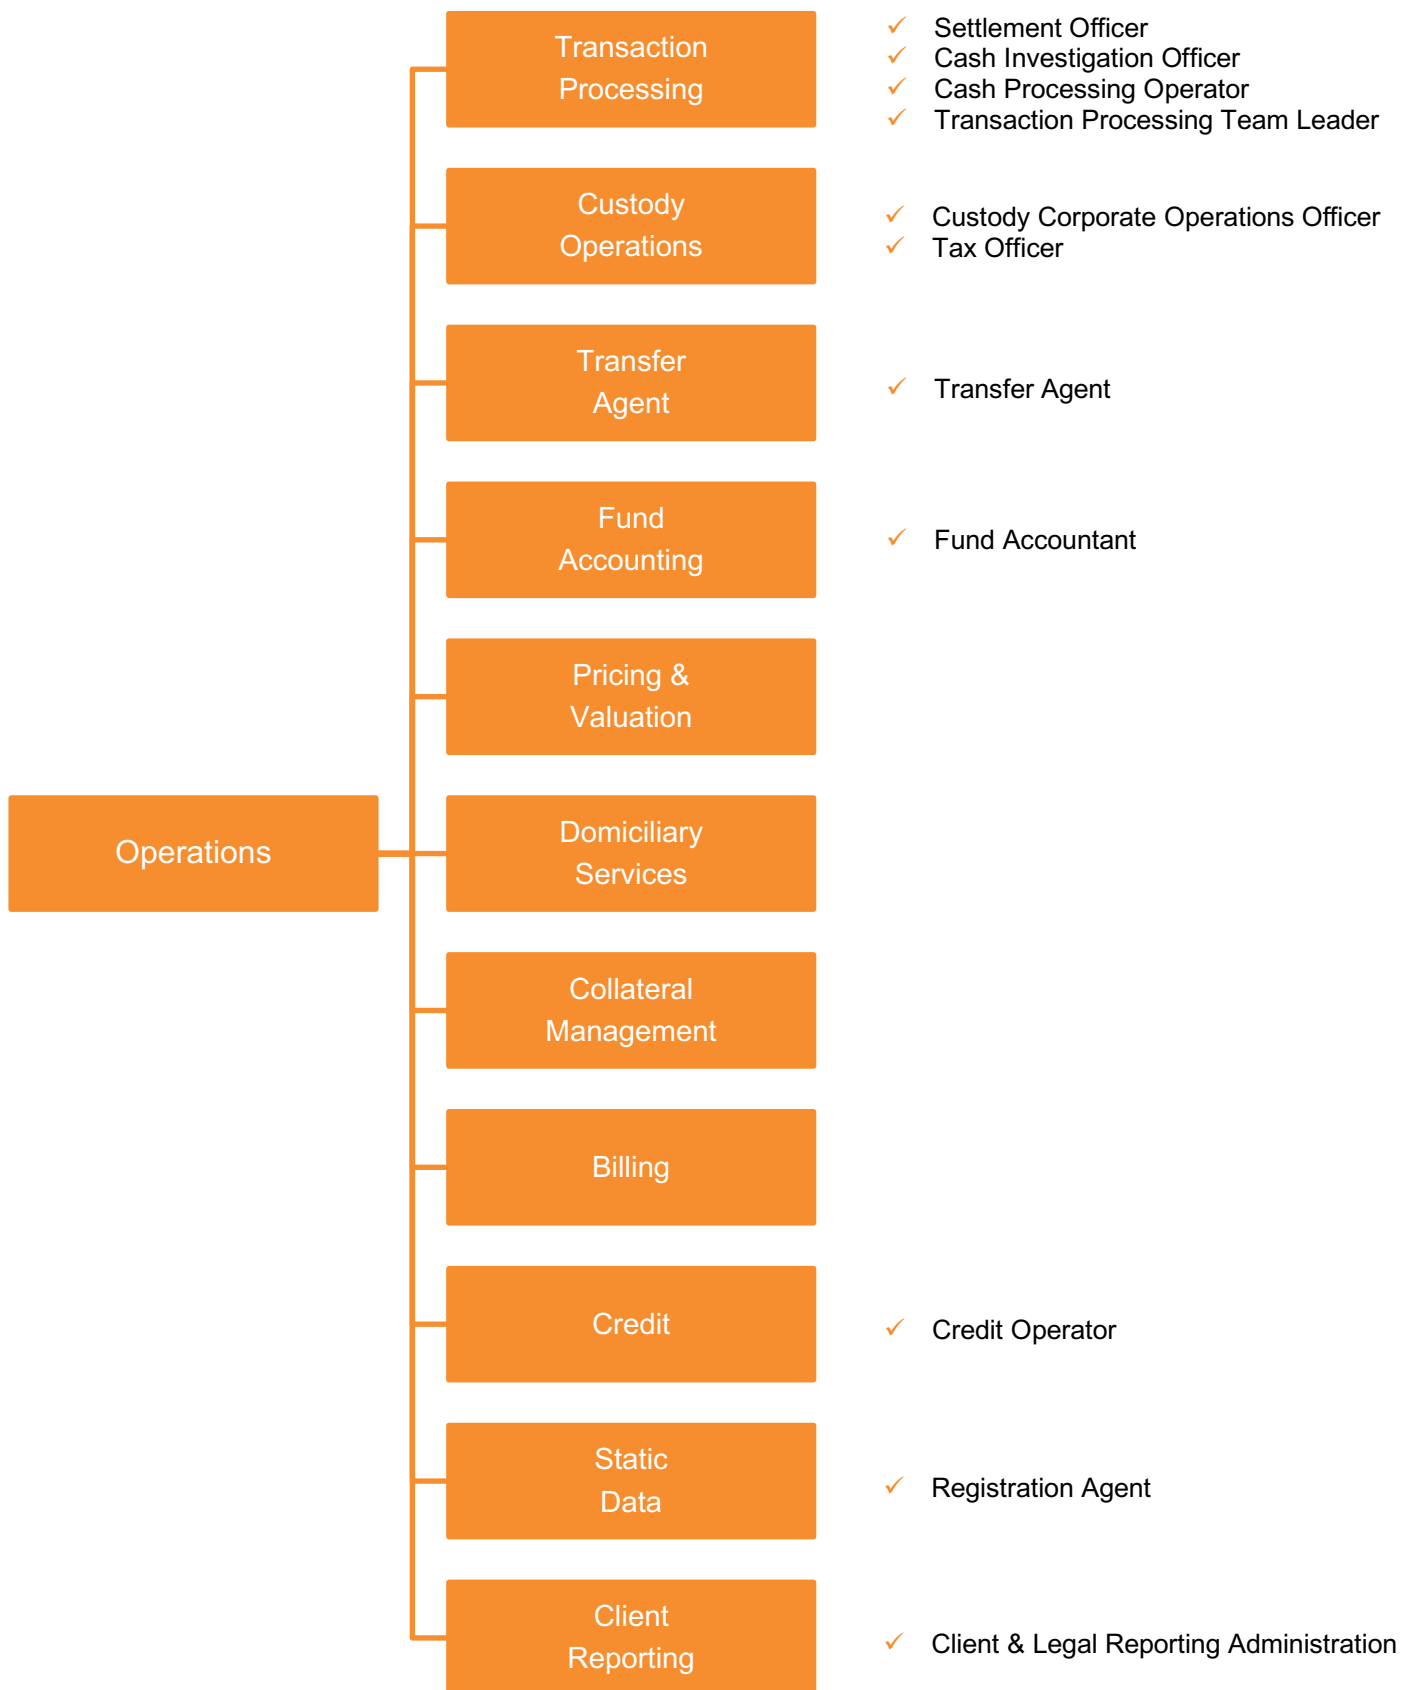 Transaction
Processing
✓ Settlement Officer
✓ Cash Investigation Officer
✓ Cash Processing Operator
✓ Transaction Processing Team Leader
Custody
Operations
✓ Custody Corporate Operations Officer
✓ Tax Officer
Transfer
Agent
✓ Transfer Agent
Fund
Accounting
✓ Fund Accountant
Pricing &
Valuation
Operations
Domiciliary
Services
Collateral
Management
Billing
Credit
✓ Credit Operator
Static
Data
✓ Registration Agent
Client
Reporting
✓ Client & Legal Reporting Administration